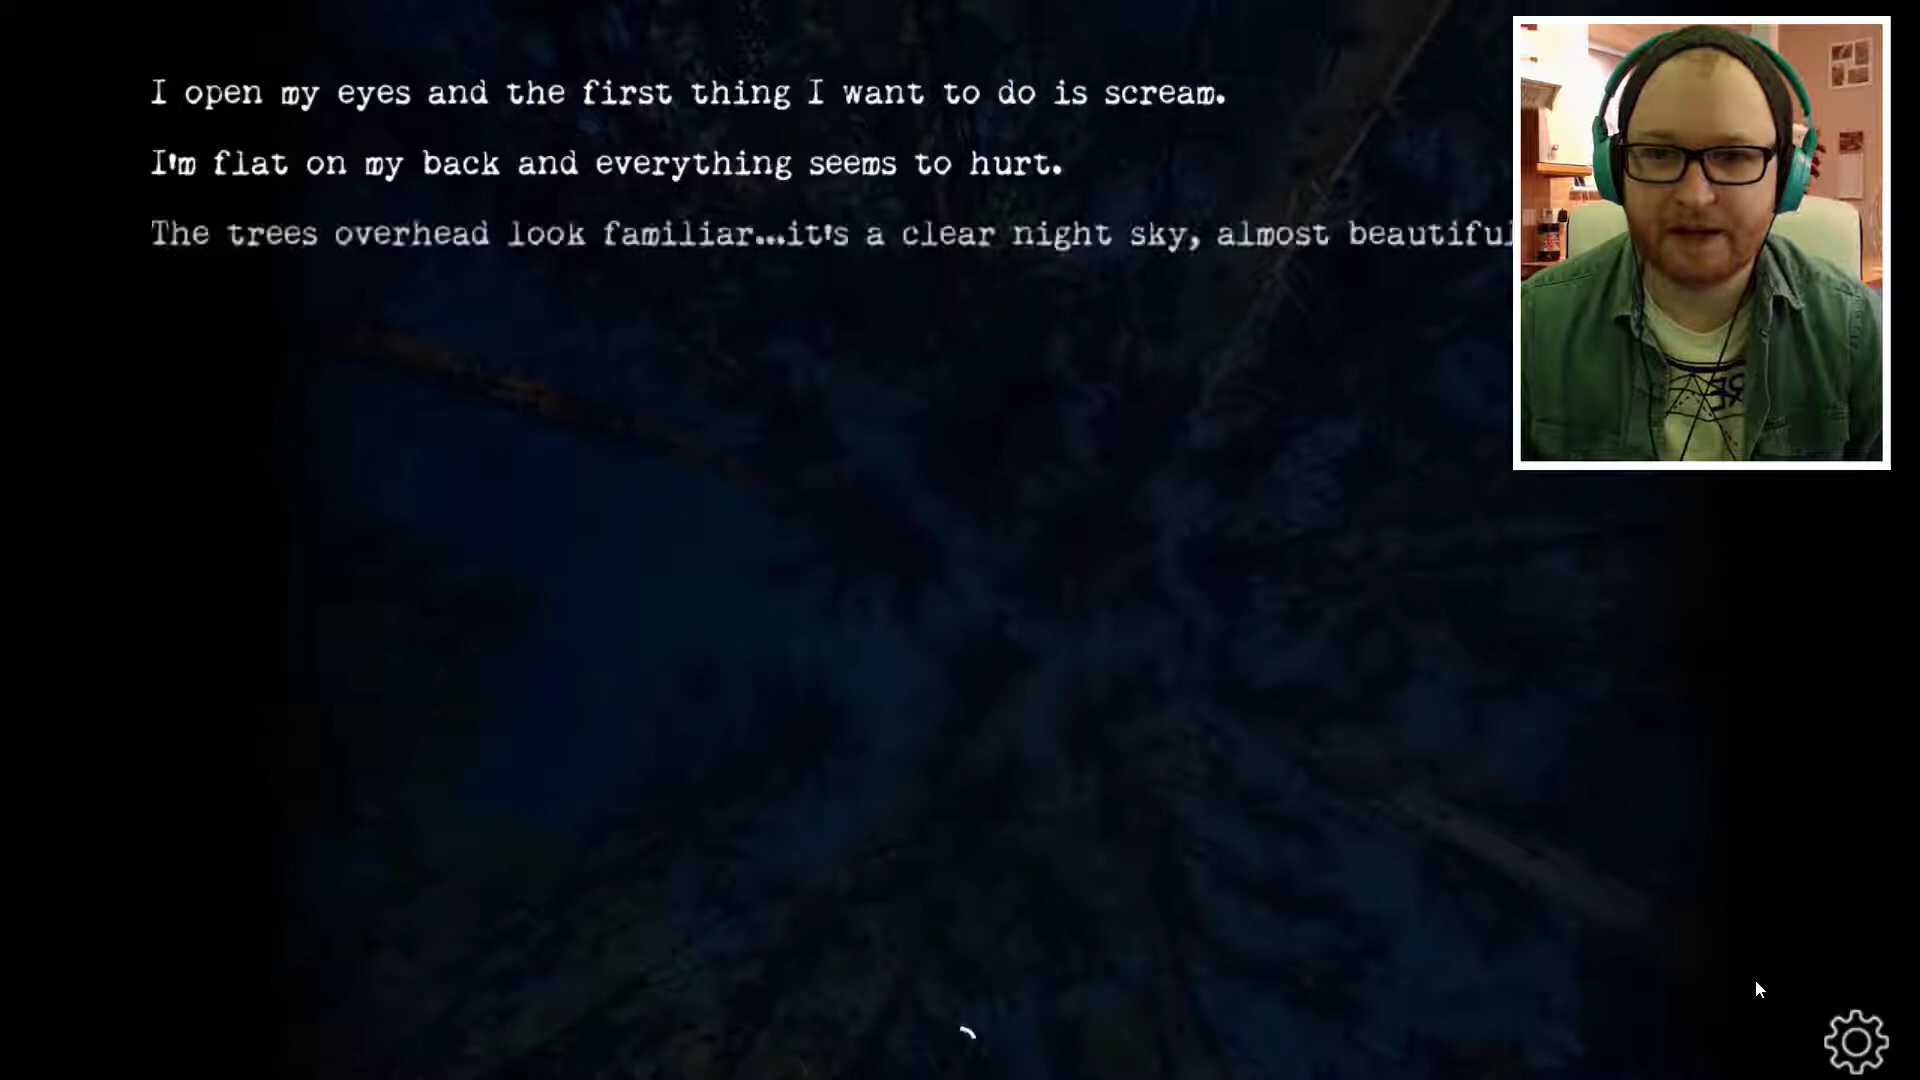 I open my eyes and the first thing I want to do is scream.
I'm flat on my back and everything seems to hurt.
The trees overhead look familiar...it's a clear night sky, almost beautiful